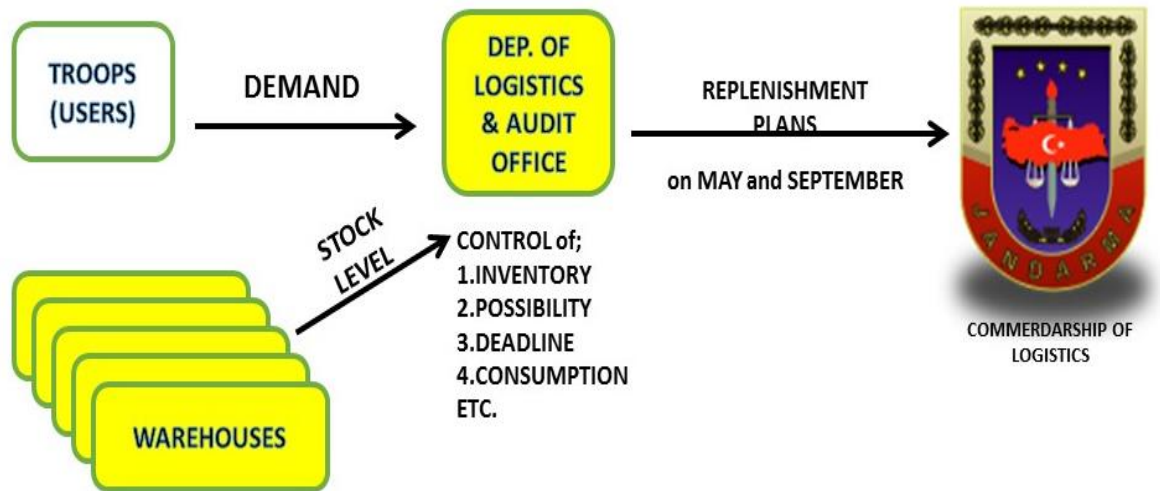 TROOPS
(USERS)
DEMAND
DEP. OF
LOGISTICS
& AUDIT
OFFICE
REPLENISHMENT
PLANS
on MAY and SEPTEMBER
JANDARMA
COMMERDARSHIP OF
LOGISTICS
STOCK
LEVEL
CONTROL of;
1.INVENTORY
2.POSSIBILITY
3.DEADLINE
4.CONSUMPTION
ETC.
WAREHOUSES